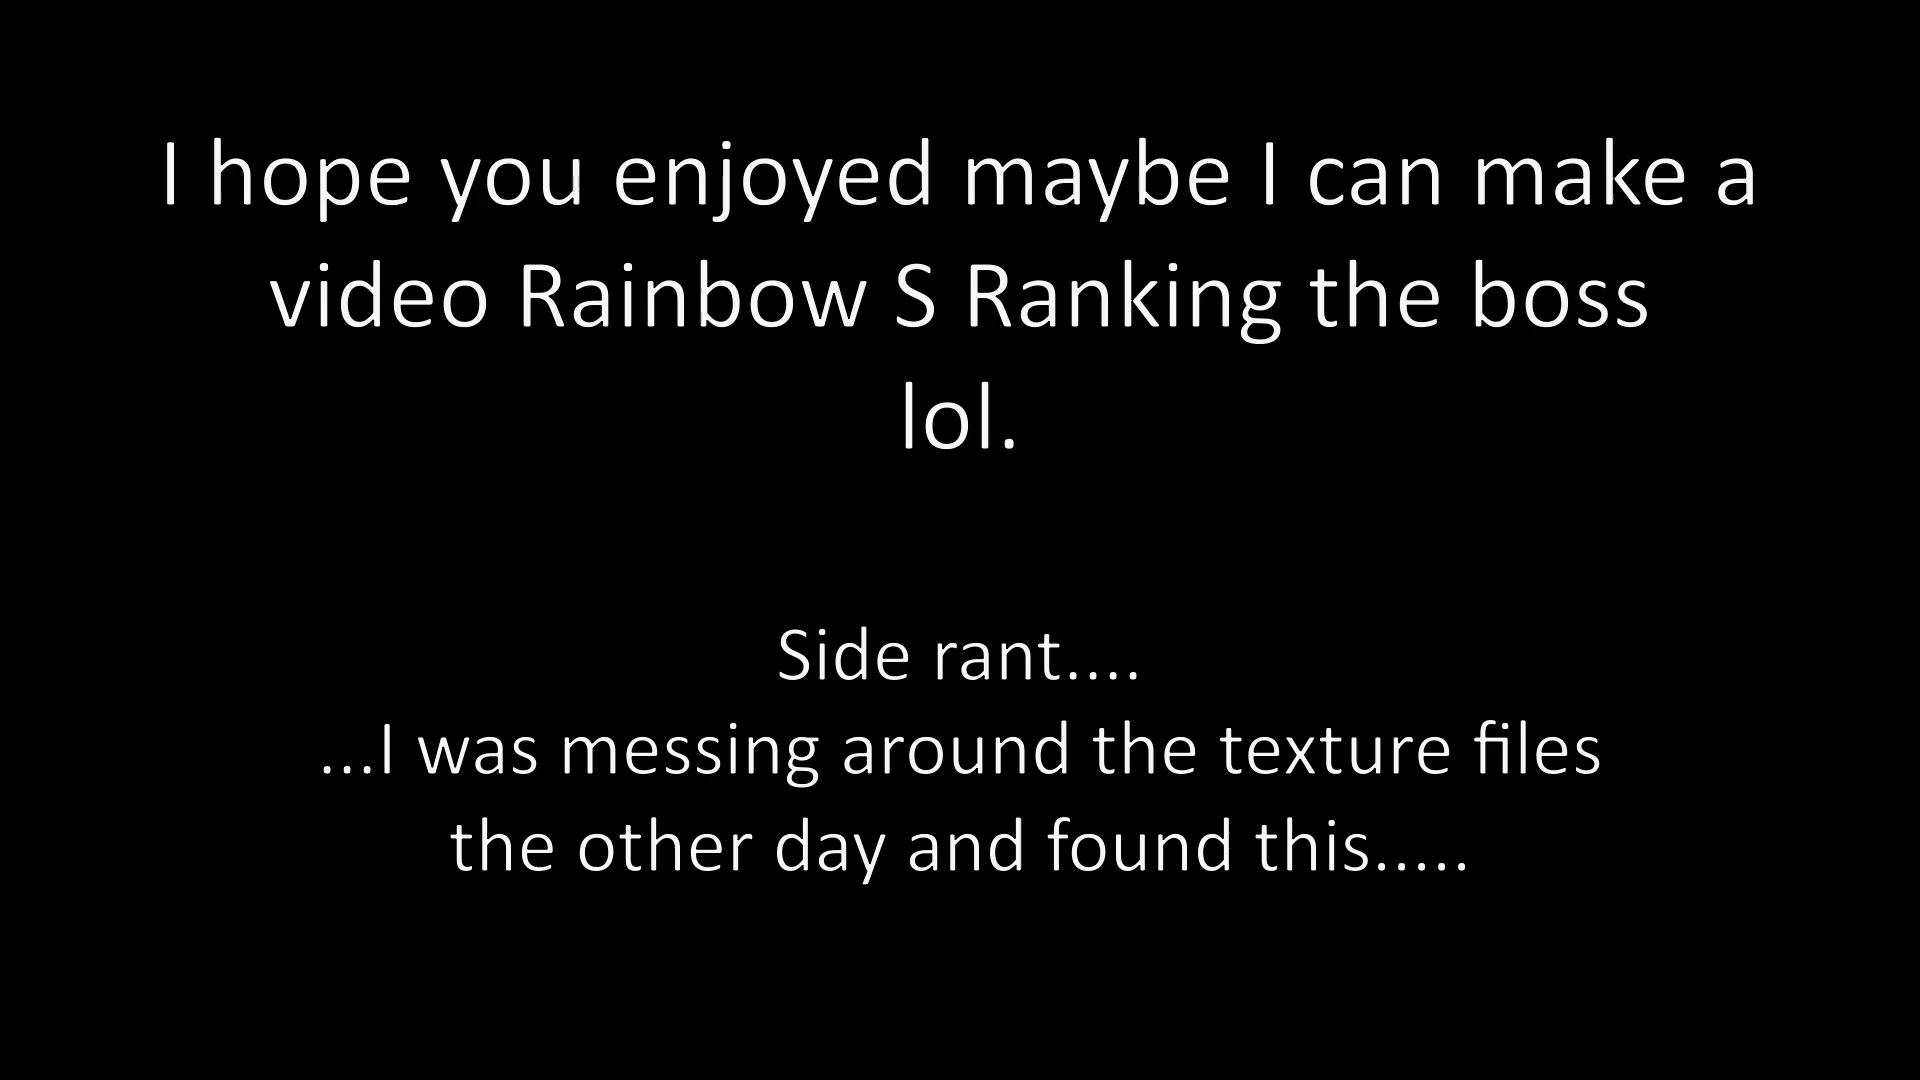 I hope you enjoyed maybe I can make a
video Rainbow S Ranking the boss
lol.
Side rant....
...I was messing around the texture files
the other day and found this.....